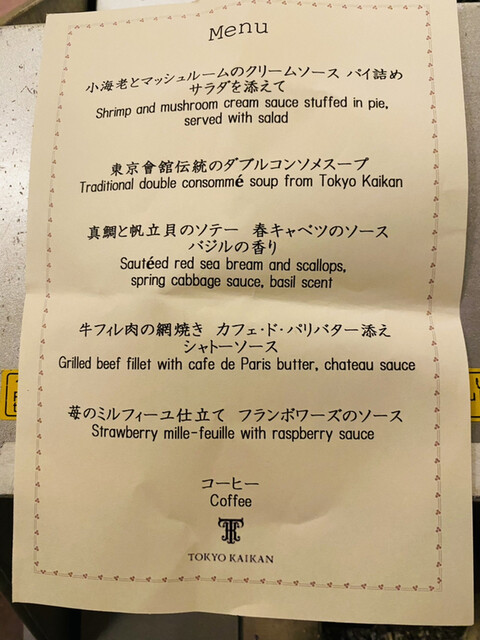 Menu
小海老とマッシュルームのクリームソース パイ詰め
サラダを添えて
Shrimp and mushroom cream sauce stuffed in pie,
served with salad
東京會舘伝統のダブルコンソメスープ
Traditional double consommé soup from Tokyo Kaikan
真鯛と帆立貝のソテー 春キャベツのソース
バジルの香り
Sautéed red sea bream and scallops,
spring cabbage sauce, basil scent
牛フィレ肉の網焼き カフェ・ド・パリバター添え
シャトーソース
Grilled beef fillet with cafe de Paris butter, chateau sauce
苺のミルフィーユ仕立て フランボワーズのソース
Strawberry mille-feuille with raspberry sauce
コーヒー
Coffee
TOKYO KAIKAN